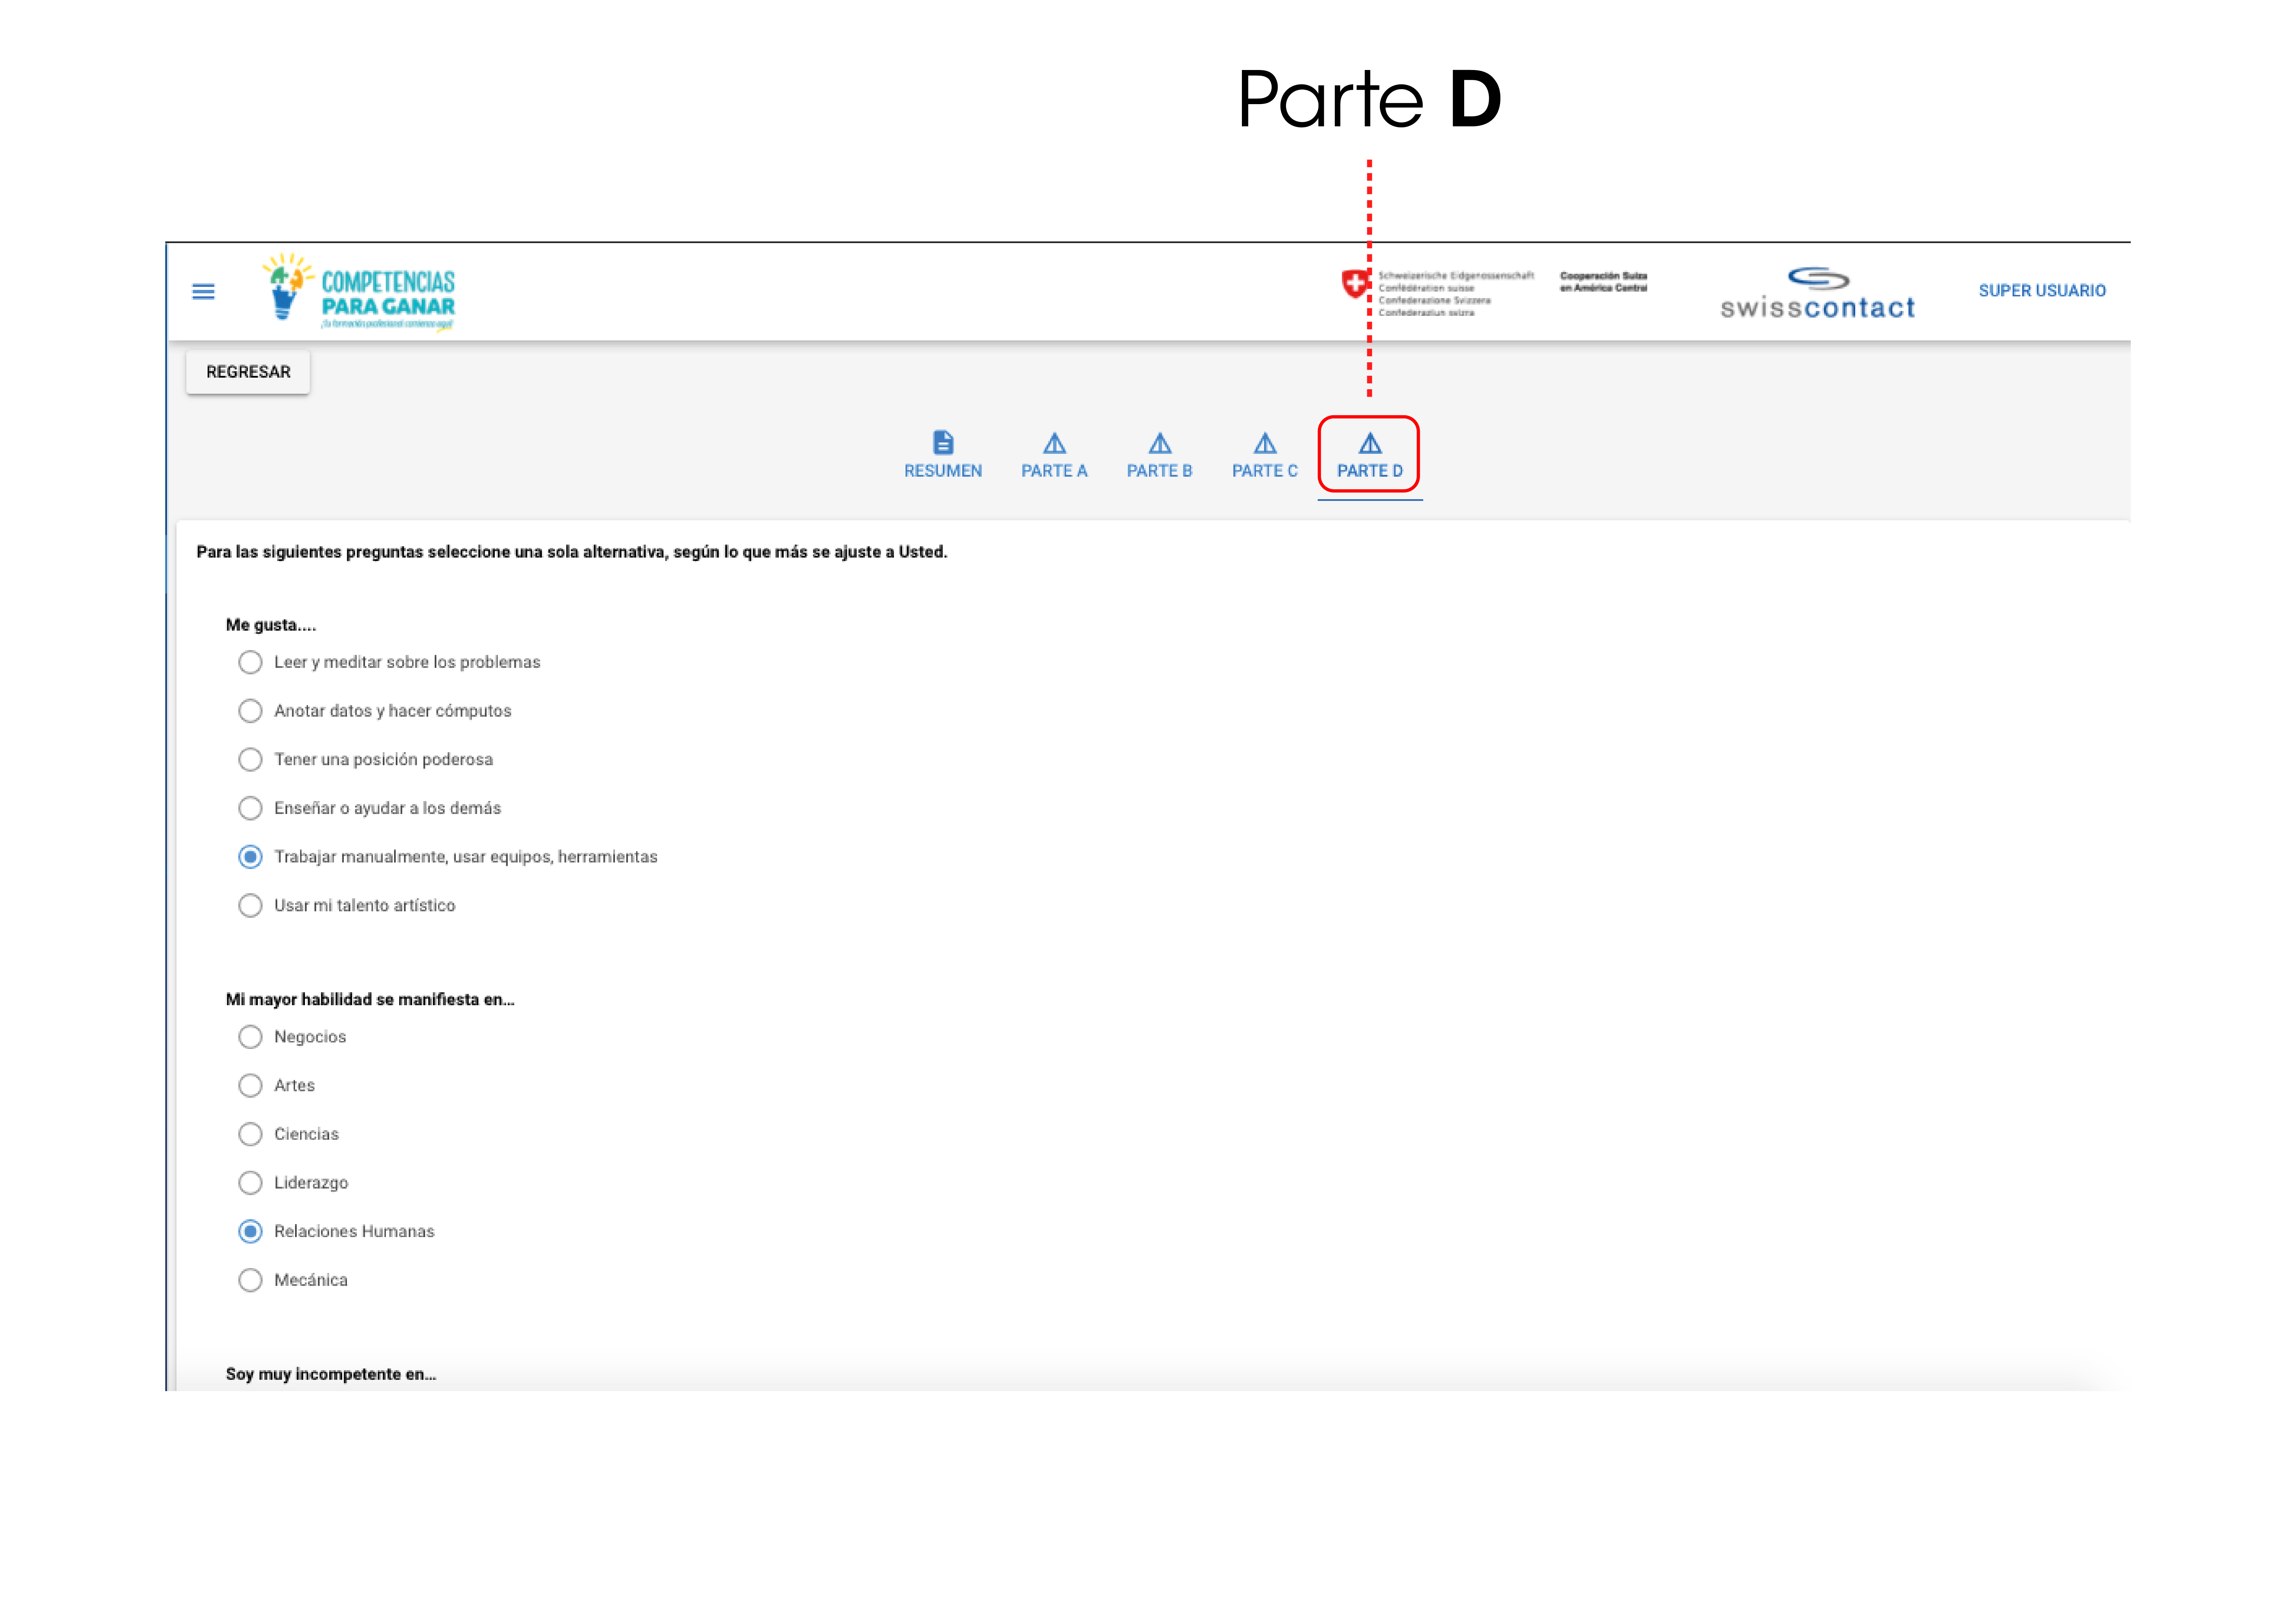 Parte D
COMPETENCIAS
PARA GANAR
¡Tu formación profesional comienza aquí!
Schweizerische Eidgenossenschaft
Confédération suisse
Confederazione Svizzera
Confederaziun svizra
Cooperación Suiza
en América Central
swisscontact
SUPER USUARIO
REGRESAR
RESUMEN
PARTE A
PARTE B
PARTE C
PARTE D
Para las siguientes preguntas seleccione una sola alternativa, según lo que más se ajuste a Usted.
Me gusta....
Leer y meditar sobre los problemas
Anotar datos y hacer cómputos
Tener una posición poderosa
Enseñar o ayudar a los demás
Trabajar manualmente, usar equipos, herramientas
Usar mi talento artístico
Mi mayor habilidad se manifiesta en...
Negocios
Artes
Ciencias
Liderazgo
Relaciones Humanas
Mecánica
Soy muy incompetente en...